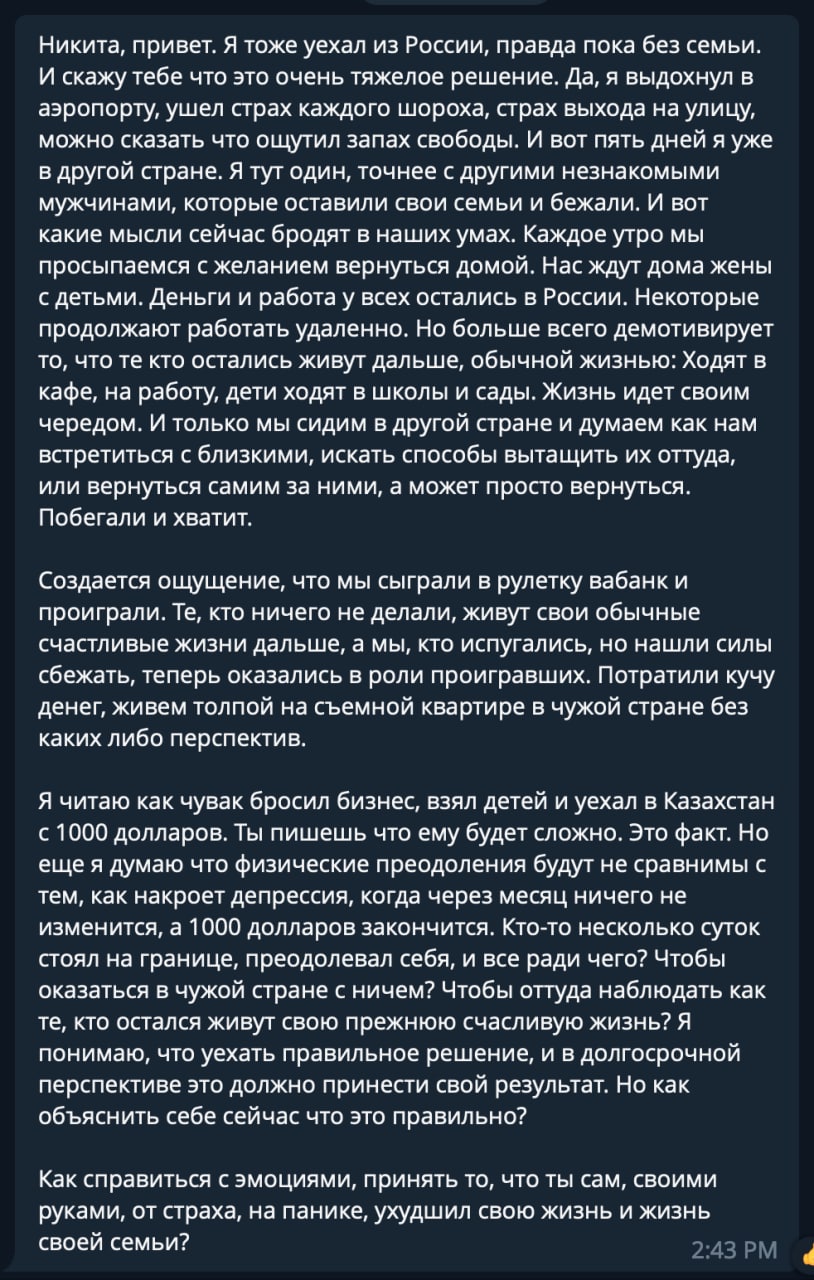 Никита, привет. Я тоже уехал из России, правда пока без семьи.
И скажу тебе что это очень тяжелое решение. Да, я выдохнул в
аэропорту, ушел страх каждого шороха, страх выхода на улицу,
можно сказать что ощутил запах свободы. И вот пять дней я уже
в другой стране. Я тут один, точнее с другими незнакомыми
мужчинами, которые оставили свои семьи и бежали. И вот
какие мысли сейчас бродят в наших умах. Каждое утро мы
просыпаемся с желанием вернуться домой. Нас ждут дома жены
с детьми. Деньги и работа у всех остались в России. Некоторые
продолжают работать удаленно. Но больше всего демотивирует
то, что те кто остались живут дальше, обычной жизнью: Ходят в
кафе, на работу, дети ходят в школы и сады. Жизнь идет своим
чередом. И только мы сидим в другой стране и думаем как нам
встретиться с близкими, искать способы вытащить их оттуда,
или вернуться самим за ними, а может просто вернуться.
Побегали и хватит.
Создается ощущение, что мы сыграли в рулетку вабанк и
проиграли. Те, кто ничего не делали, живут свои обычные
счастливые жизни дальше, а мы, кто испугались, но нашли силы
сбежать, теперь оказались в роли проигравших. Потратили кучу
денег, живем толпой на съемной квартире в чужой стране без
каких либо перспектив.
Я читаю как чувак бросил бизнес, взял детей и уехал в Казахстан
с 1000 долларов. Ты пишешь что ему будет сложно. Это факт. Но
еще я думаю что физические преодоления будут не сравнимы с
тем, как накроет депрессия, когда через месяц ничего не
изменится, а 1000 долларов закончится. Кто-то несколько суток
стоял на границе, преодолевал себя, и все ради чего? Чтобы
оказаться в чужой стране с ничем? Чтобы оттуда наблюдать как
те, кто остался живут свою прежнюю счасливую жизнь? Я
понимаю, что уехать правильное решение, и в долгосрочной
перспективе это должно принести свой результат. Но как
объяснить себе сейчас что это правильно?
Как справиться с эмоциями, принять то, что ты сам, своими
руками, от страха, на панике, ухудшил свою жизнь и жизнь
своей семьи?
2:43 PM